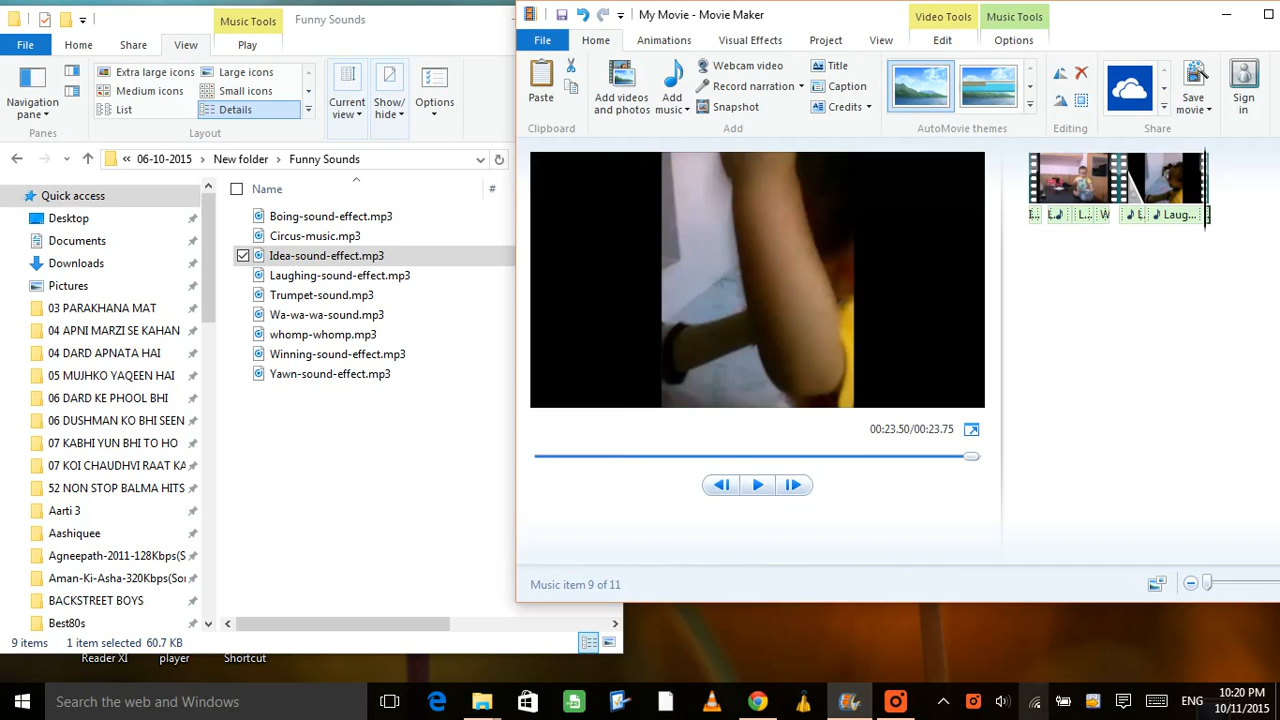 Music Tools
Funny Sounds
File
Home
Share
View
Play
Navigation pane
Extra large icons
Large icons
Medium icons
Small icons
List
Details
Current view
Show/ hide
Options
Panes
Layout
« 06-10-2015 > New folder > Funny Sounds
Quick access
Desktop
Documents
Downloads
Pictures
03 PARAKHANA MAT
04 APNI MARZI SE KAHAN
04 DARD APNATA HAI
05 MUJHKO YAQEEN HAI
06 DARD KE PHOOL BHI
06 DUSHMAN KO BHI SEEN
07 KABHI YUN BHI TO HO
07 KOI CHAUDHVI RAAT KA
52 NON STOP BALMA HITS
Aarti 3
Aashiquee
Agneepath-2011-128Kbps(S
Aman-Ki-Asha-320Kbps(Sor
BACKSTREET BOYS
Best80s
Name
#
Boing-sound-effect.mp3
Circus-music.mp3
Idea-sound-effect.mp3
Laughing-sound-effect.mp3
Trumpet-sound.mp3
Wa-wa-wa-sound.mp3
whomp-whomp.mp3
Winning-sound-effect.mp3
Yawn-sound-effect.mp3
9 items
1 item selected 60.7 KB
My Movie - Movie Maker
Video Tools
Music Tools
File
Home
Animations
Visual Effects
Project
View
Edit
Options
Paste
Add videos and photos
Add music
Webcam video
Record narration
Snapshot
Title
Caption
Credits
Save movie
Sign in
Clipboard
Add
AutoMovie themes
Editing
Share
L...
W
Laug...
00:23.50/00:23.75
Music item 9 of 11
Reader XI
player
Shortcut
Search the web and Windows
ENG
10:20 PM
10/11/2015